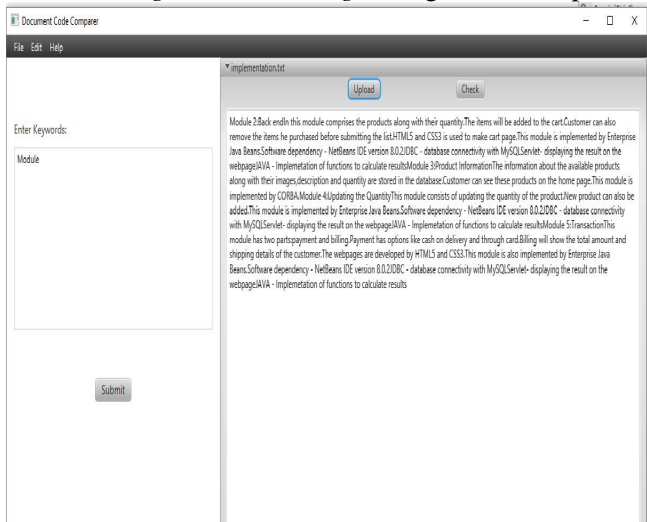 Document Code Comparer
File Edit Help
implementation.txt
Upload Check
Enter Keywords:
Module
Submit
Module 2:Back endIn this module comprises the products along with their quantity.The items will be added to the cart.Customer can also
remove the items he purchased before submitting the list.HTML5 and CSS3 is used to make cart page.This module is implemented by Enterprise
Java Beans.Software dependency - NetBeans IDE version 8.0.2JDBC - database connectivity with MySQLServlet- displaying the result on the
webpageJAVA - Implemetation of functions to calculate resultsModule 3:Product InformationThe information about the available products
along with their images,description and quantity are stored in the database.Customer can see these products on the home page.This module is
implemented by CORBA.Module 4:Updating the QuantityThis module consists of updating the quantity of the product.New product can also be
added.This module is implemented by Enterprise Java Beans.Software dependency - NetBeans IDE version 8.0.2JDBC - database connectivity
with MySQLServlet- displaying the result on the webpageJAVA - Implemetation of functions to calculate resultsModule 5:TransactionThis
module has two parts:payment and billing.Payment has options like cash on delivery and through card.Billing will show the total amount and
shipping details of the customer.The webpages are developed by HTML5 and CSS3.This module is also implemented by Enterprise Java
Beans.Software dependency - NetBeans IDE version 8.0.2JDBC - database connectivity with MySQLServlet- displaying the result on the
webpageJAVA - Implemetation of functions to calculate results